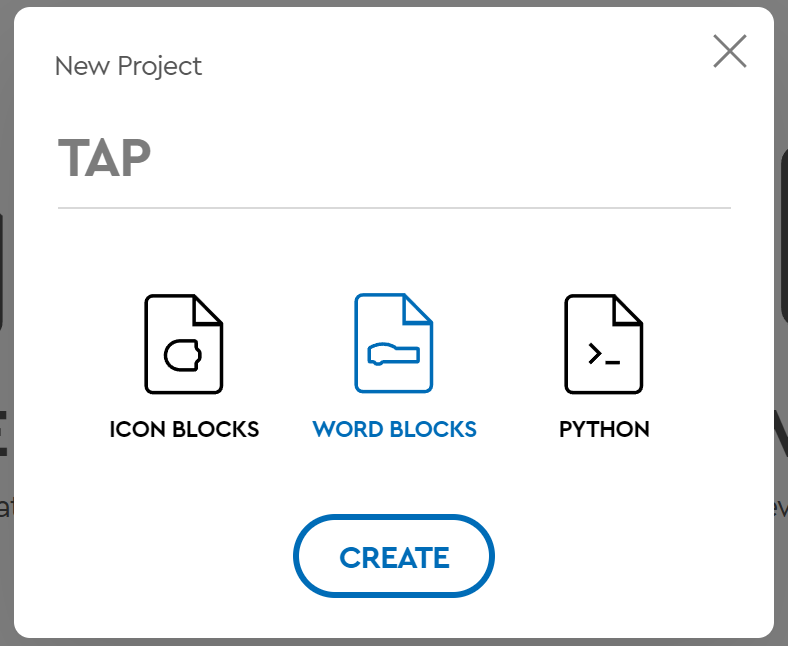 New Project
TAP
ICON BLOCKS
WORD BLOCKS
PYTHON
CREATE